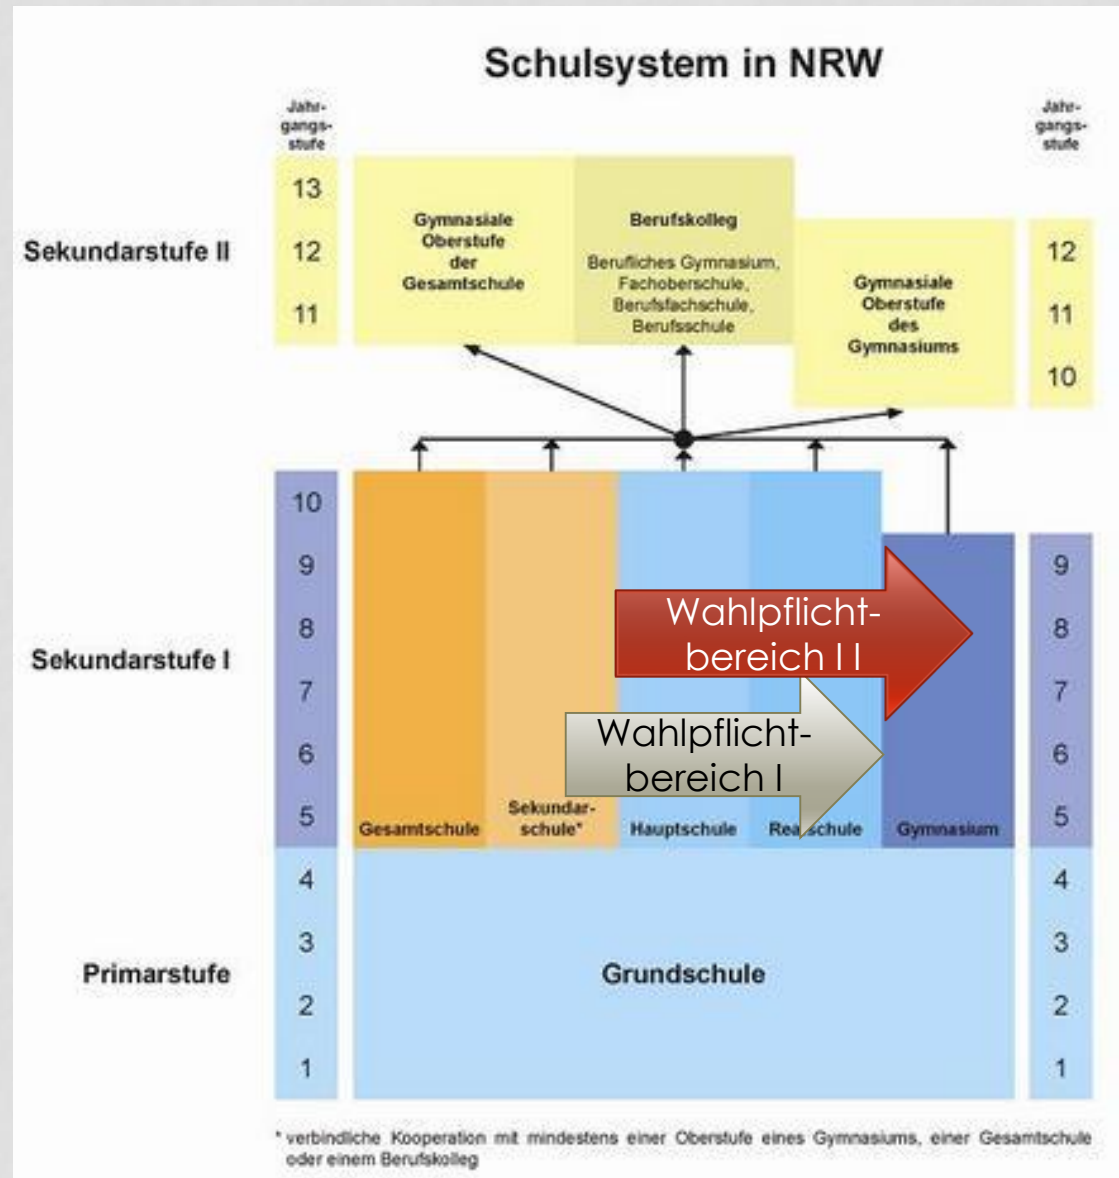 Schulsystem in NRW
Jahr-
gangs-
stufe
Jahr-
gangs-
stufe
Sekundarstufe II
13
12
11
Gymnasiale
Oberstufe
der
Gesamtschule
Berufskolleg
Berufliches Gymnasium,
Fachoberschule,
Berufsfachschule,
Berufsschule
Gymnasiale
Oberstufe
des
Gymnasiums
12
11
10
Sekundarstufe I
10
9
8
7
6
5
Wahlpflicht-
bereich I I
Wahlpflicht-
bereich I
Gesamtschule
Sekundar-
schule*
Hauptschule
Realschule
Gymnasium
9
8
7
6
5
Primarstufe
4
3
2
1
Grundschule
4
3
2
1
* verbindliche Kooperation mit mindestens einer Oberstufe eines Gymnasiums, einer Gesamtschule
oder einem Berufskolleg